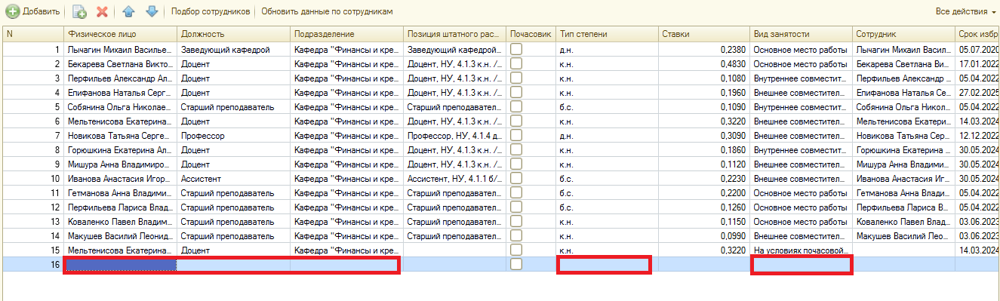 Добавить Подбор сотрудников Обновить данные по сотрудникам Все действия
N Физическое лицо Должность Подразделение Позиция штатного рас... Почасовик Тип степени Ставки Вид занятости Сотрудник Срок избр
1 Лычагин Михаил Василье... Заведующий кафедрой Кафедра "Финансы и кре... Заведующий кафедрой... д.н. 0,2380 Основное место работы Лычагин Михаил Васил... 05.07.2020
2 Бекарева Светлана Викто... Доцент Кафедра "Финансы и кре... Доцент, НУ, 4.1.3 к.н. /... к.н. 0,4830 Основное место работы Бекарева Светлана Ви... 17.01.2022
3 Перфильев Александр Ал... Доцент Кафедра "Финансы и кре... Доцент, НУ, 4.1.3 к.н. /... к.н. 0,1080 Внутреннее совместит... Перфильев Александр ... 05.04.2022
4 Епифанова Наталья Серг... Доцент Кафедра "Финансы и кре... Доцент, НУ, 4.1.3 к.н. /... к.н. 0,1960 Внешнее совместител... Епифанова Наталья Се... 27.02.2025
5 Собянина Ольга Николае... Старший преподаватель Кафедра "Финансы и кре... Старший преподавател... б.с. 0,1090 Внутреннее совместит... Собянина Ольга Никол... 05.04.2022
6 Мельтенисова Екатерина... Доцент Кафедра "Финансы и кре... Доцент, НУ, 4.1.3 к.н. /... к.н. 0,3220 Внешнее совместител... Мельтенисова Екатери... 14.03.2024
7 Новикова Татьяна Серге... Профессор Кафедра "Финансы и кре... Профессор, НУ, 4.1.4 д... д.н. 0,3090 Внешнее совместител... Новикова Татьяна Сер... 12.12.2022
8 Горюшкина Екатерина Ал... Доцент Кафедра "Финансы и кре... Доцент, НУ, 4.1.3 к.н. /... к.н. 0,1860 Внутреннее совместит... Горюшкина Екатерина ... 30.05.2024
9 Мишура Анна Владимиро... Доцент Кафедра "Финансы и кре... Доцент, НУ, 4.1.3 к.н. /... к.н. 0,1120 Внешнее совместител... Мишура Анна Владими... 30.05.2024
10 Иванова Анастасия Игор... Ассистент Кафедра "Финансы и кре... Ассистент, НУ, 4.1.1 б/... б.с. 0,2230 Внешнее совместител... Иванова Анастасия Иг... 30.05.2024
11 Гетманова Анна Владими... Старший преподаватель Кафедра "Финансы и кре... Старший преподавател... б.с. 0,2200 Основное место работы Гетманова Анна Влади... 05.04.2022
12 Перфильева Лариса Влад... Старший преподаватель Кафедра "Финансы и кре... Старший преподавател... б.с. 0,1260 Основное место работы Перфильева Лариса В... 05.04.2022
13 Коваленко Павел Владим... Старший преподаватель Кафедра "Финансы и кре... Старший преподавател... к.н. 0,1150 Основное место работы Коваленко Павел Влад... 03.06.2023
14 Макушев Василий Леонид... Старший преподаватель Кафедра "Финансы и кре... Старший преподавател... к.н. 0,0990 Внешнее совместител... Макушев Василий Лео... 03.06.2023
15 Мельтенисова Екатерина... Доцент Кафедра "Финансы и кре... к.н. 0,3220 На условиях почасовой... 14.03.2024
16